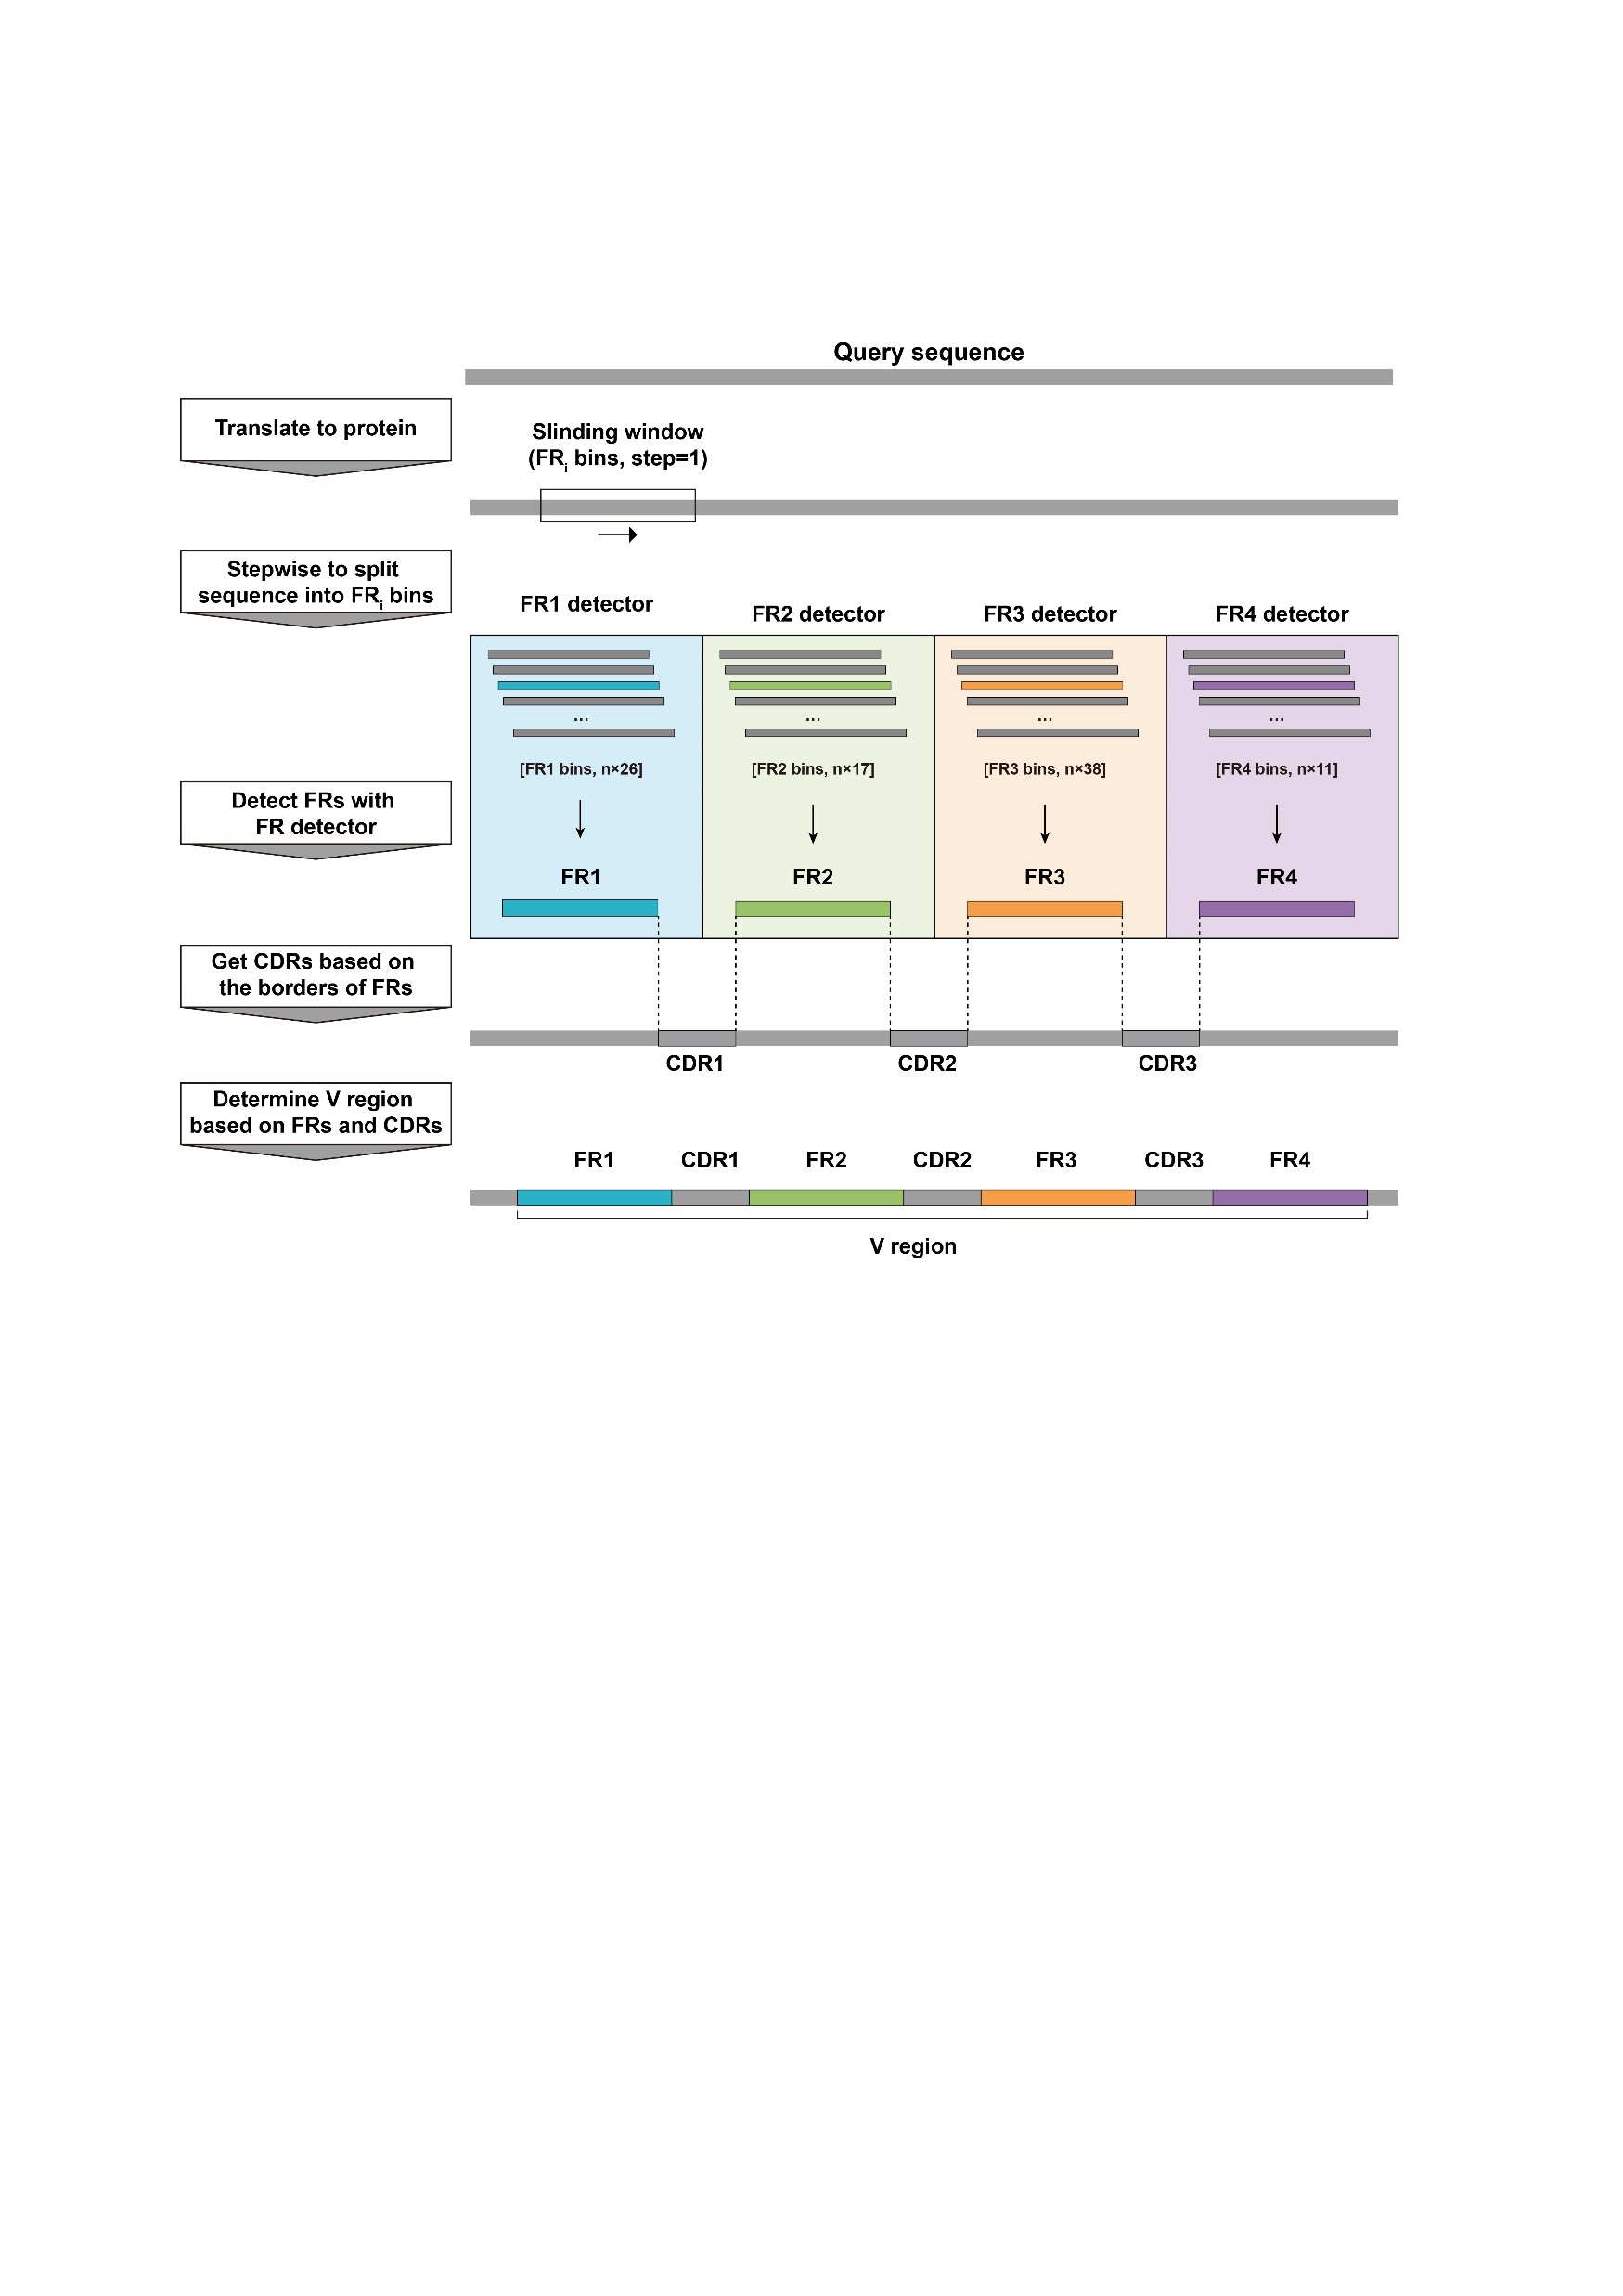 Query sequence
Translate to protein
Slinding window
(FRi bins, step=1)
Stepwise to split
sequence into FRi bins
FR1 detector
FR2 detector
FR3 detector
FR4 detector
...
...
...
...
[FR1 bins, n×26]
[FR2 bins, n×17]
[FR3 bins, n×38]
[FR4 bins, n×11]
Detect FRs with
FR detector
FR1
FR2
FR3
FR4
Get CDRs based on
the borders of FRs
CDR1
CDR2
CDR3
Determine V region
based on FRs and CDRs
FR1
CDR1
FR2
CDR2
FR3
CDR3
FR4
V region